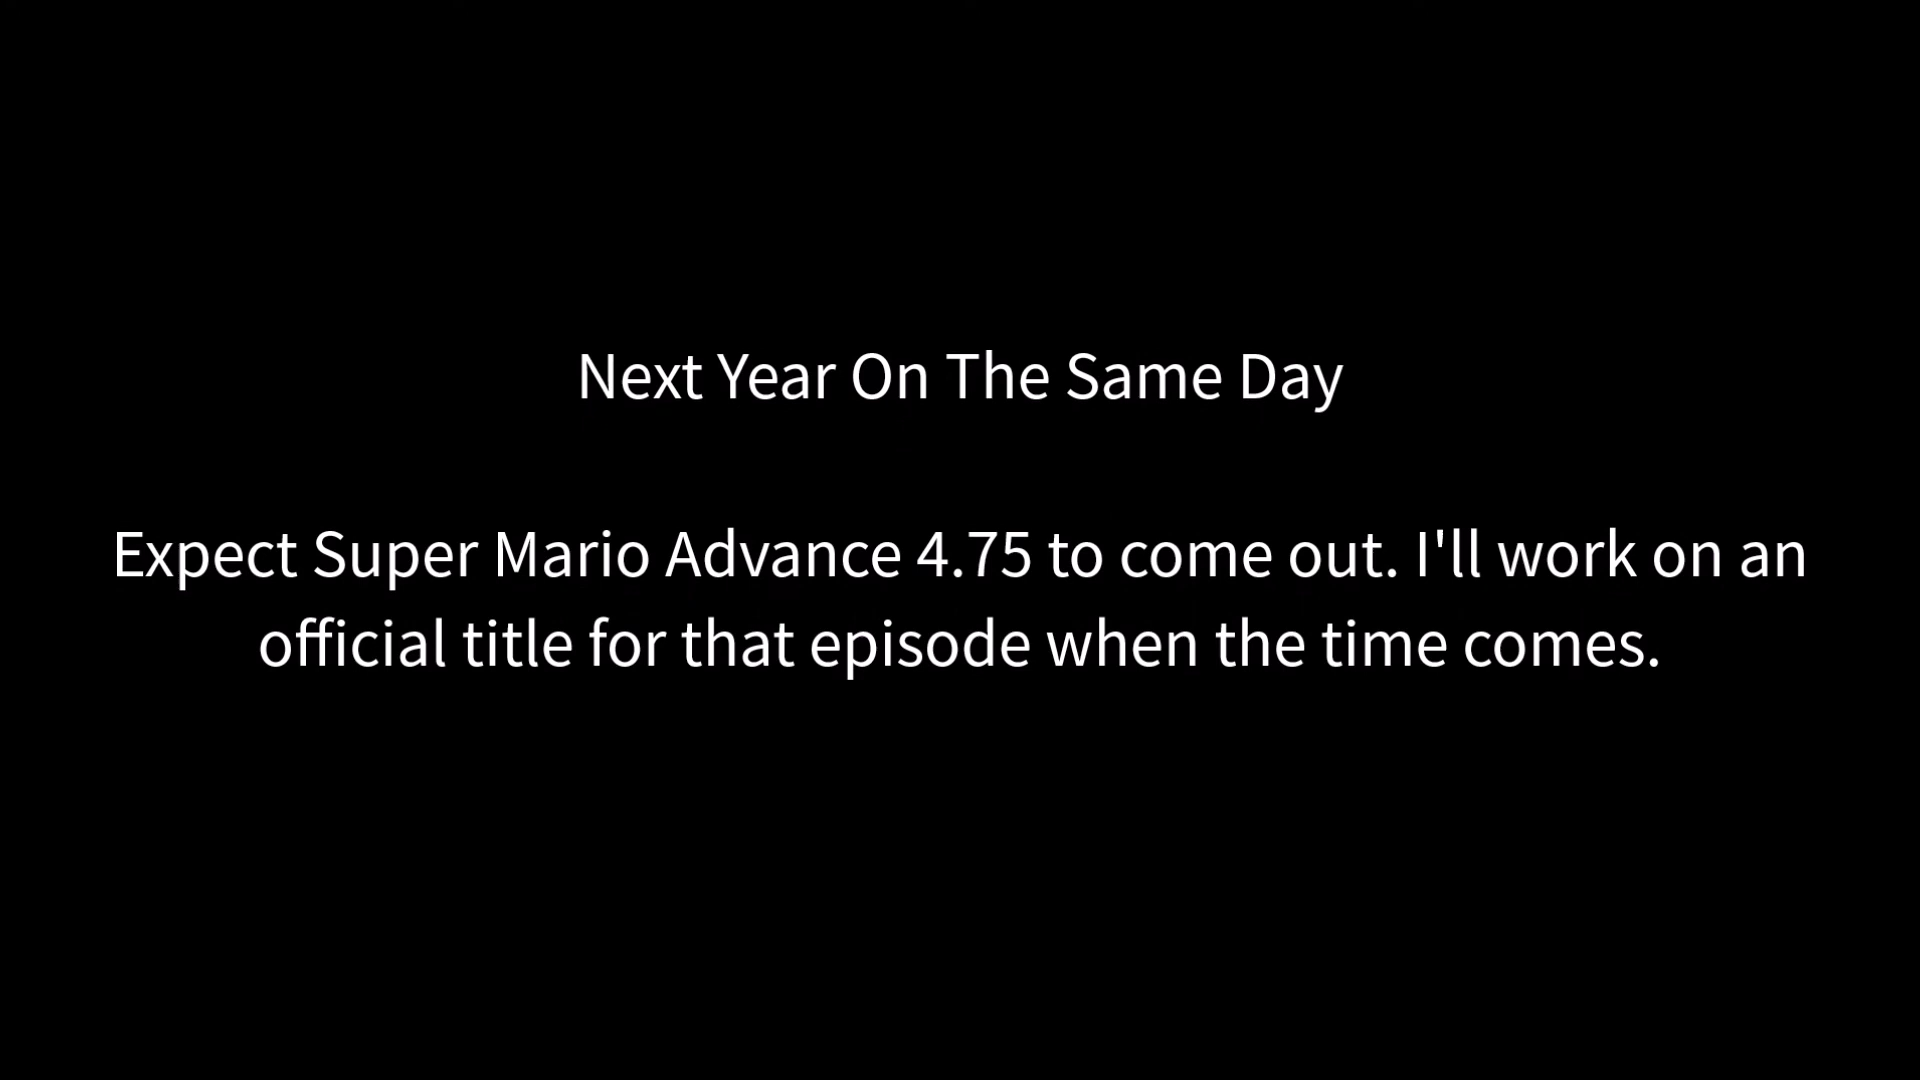 Next Year On The Same Day
Expect Super Mario Advance 4.75 to come out. I'll work on an
official title for that episode when the time comes.